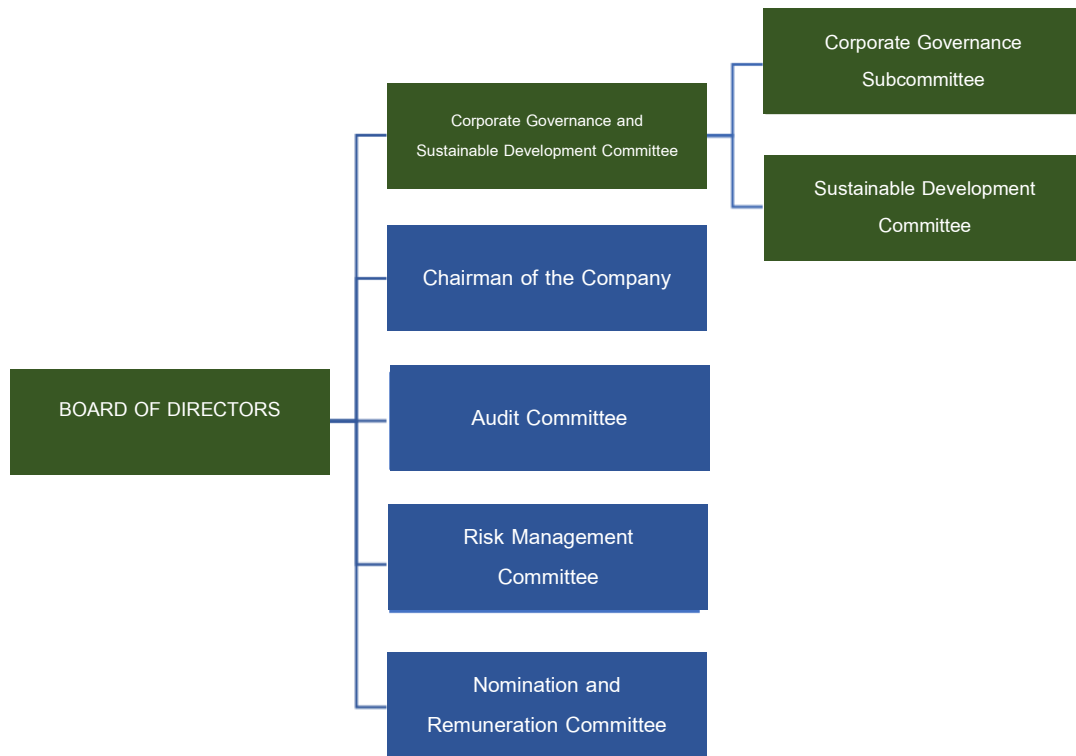 Corporate Governance
Subcommittee
Corporate Governance and
Sustainable Development Committee
Sustainable Development
Committee
Chairman of the Company
BOARD OF DIRECTORS
Audit Committee
Risk Management
Committee
Nomination and
Remuneration Committee